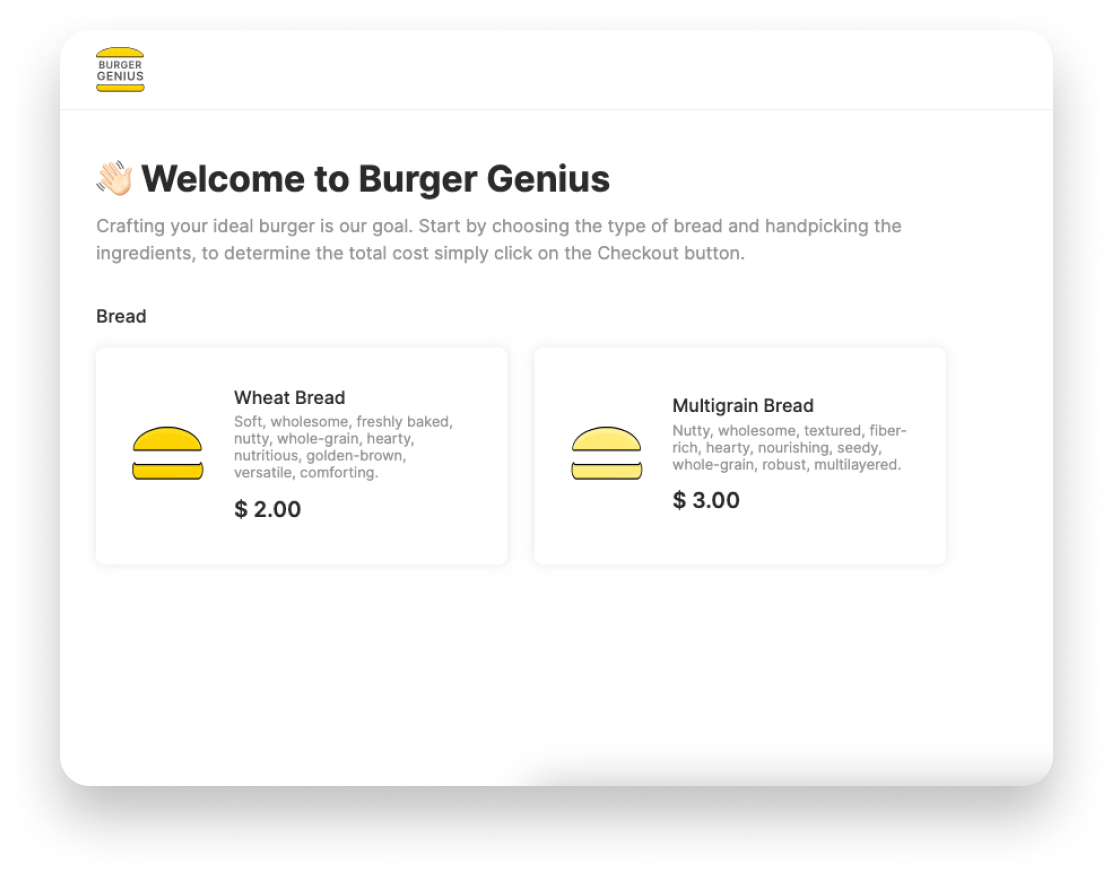 BURGER
GENIUS
👋🏻 Welcome to Burger Genius
Crafting your ideal burger is our goal. Start by choosing the type of bread and handpicking the
ingredients, to determine the total cost simply click on the Checkout button.
Bread
Wheat Bread
Soft, wholesome, freshly baked,
nutty, whole-grain, hearty,
nutritious, golden-brown,
versatile, comforting.
$ 2.00
Multigrain Bread
Nutty, wholesome, textured, fiber-
rich, hearty, nourishing, seedy,
whole-grain, robust, multilayered.
$ 3.00